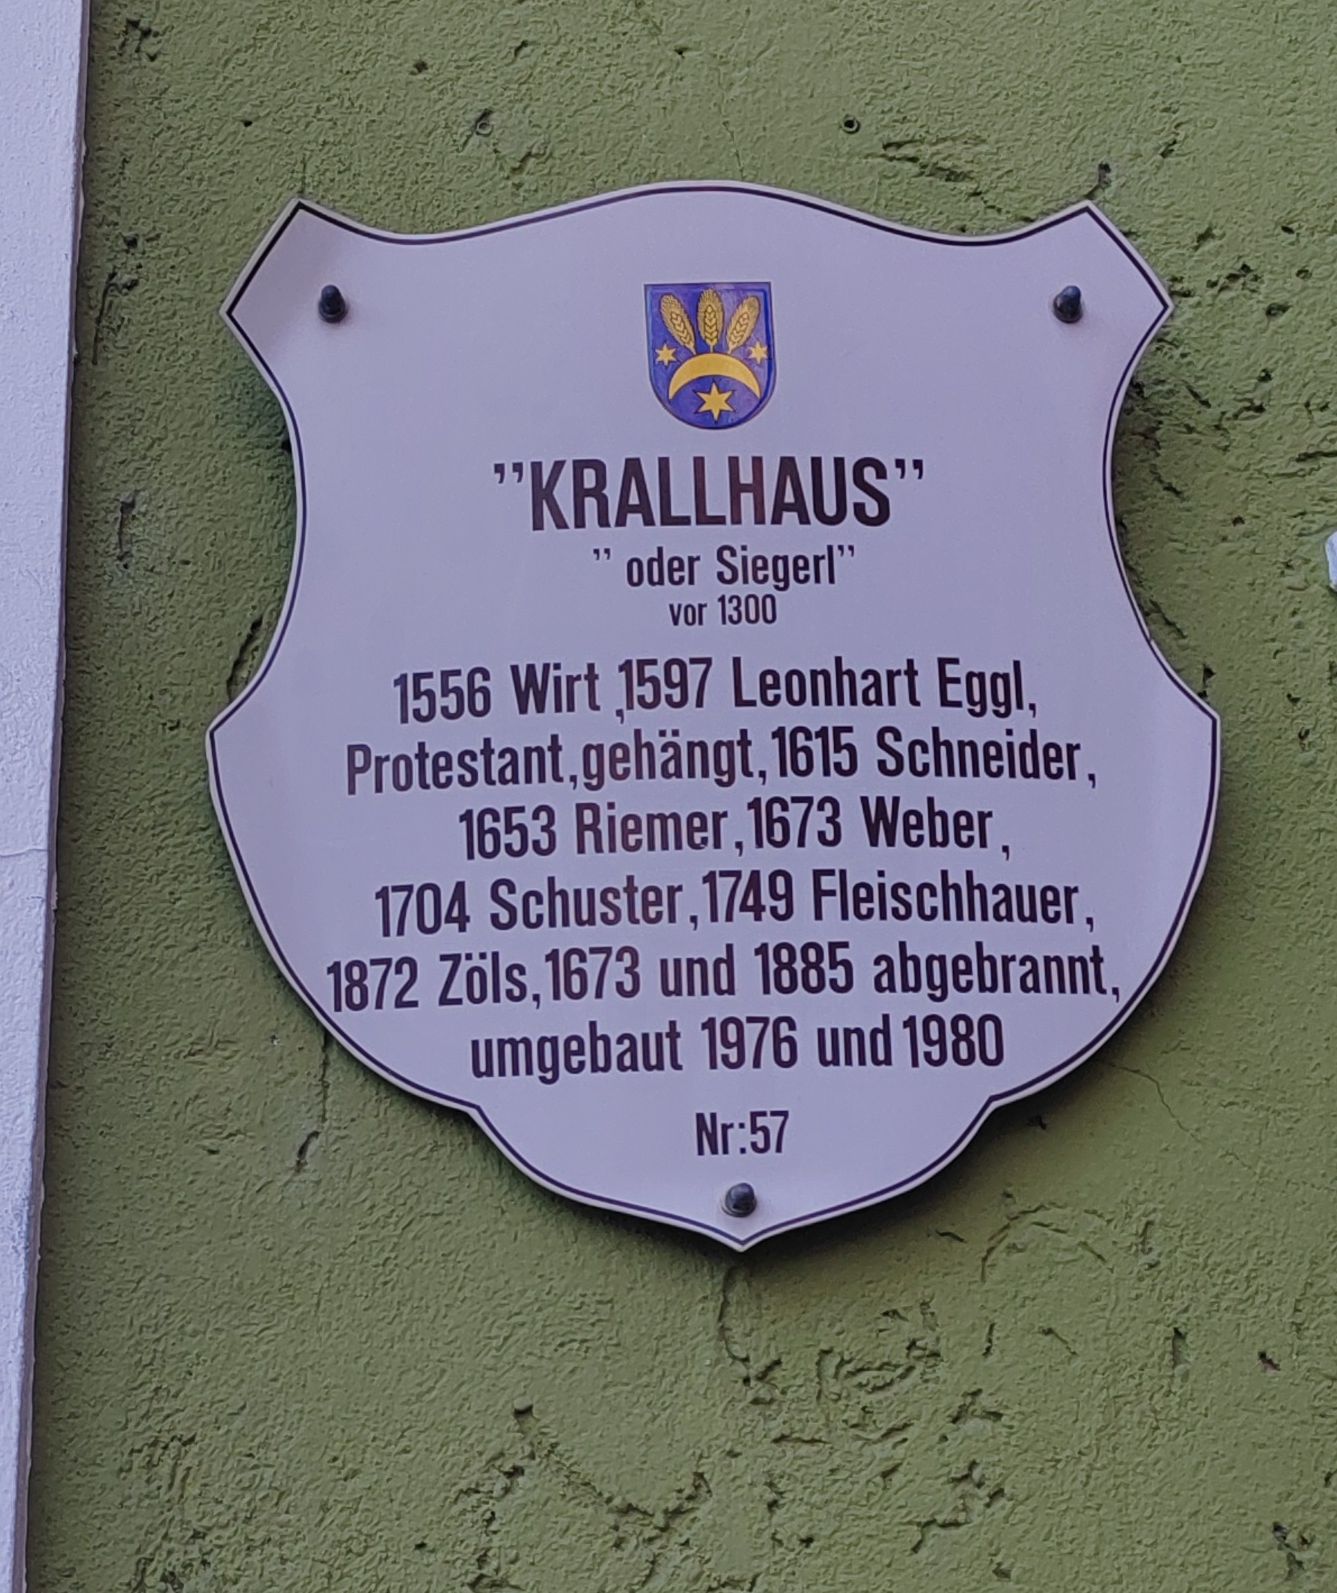 "KRALLHAUS"
" oder Siegerl"
vor 1300
1556 Wirt ,1597 Leonhart Eggl,
Protestant,gehängt,1615 Schneider,
1653 Riemer,1673 Weber,
1704 Schuster,1749 Fleischhauer,
1872 Zöls,1673 und 1885 abgebrannt,
umgebaut 1976 und 1980
Nr:57